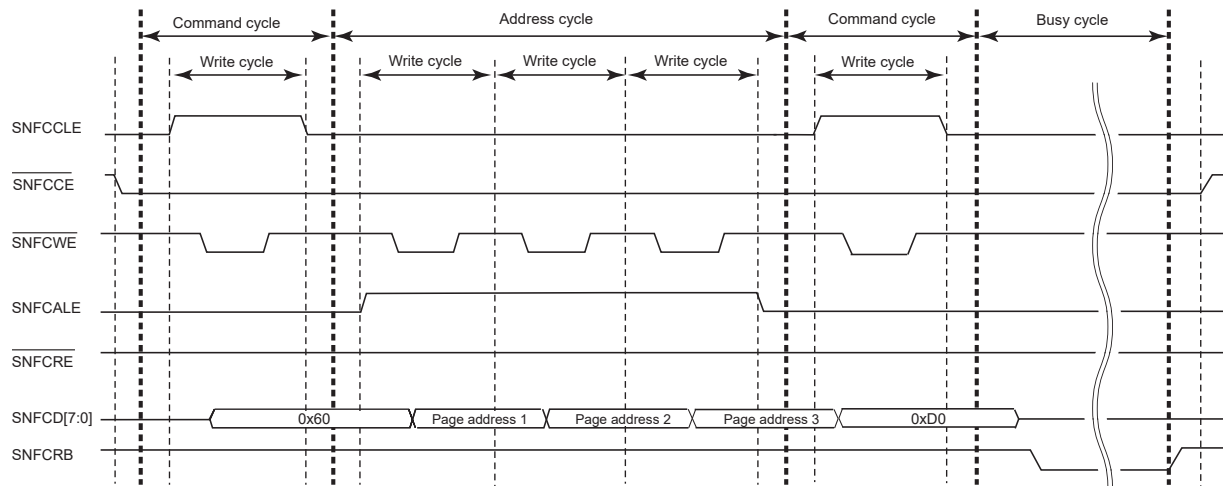 Command cycle Address cycle Command cycle Busy cycle
Write cycle Write cycle Write cycle Write cycle Write cycle
SNFCCLE
SNFCCE
SNFCWE
SNFCALE
SNFCRE
SNFCD[7:0] 0x60 Page address 1 Page address 2 Page address 3 0xD0
SNFCRB